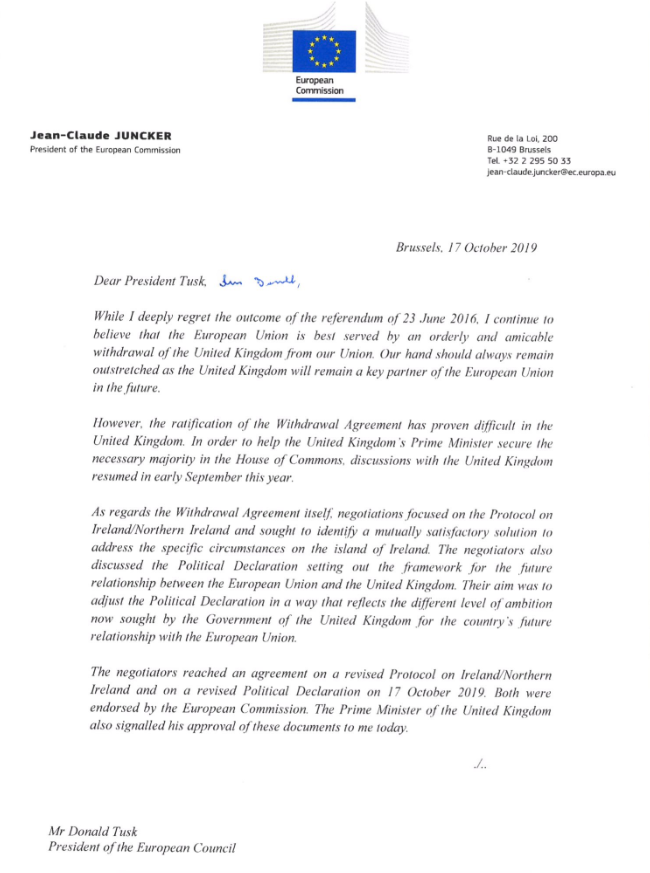 European
Commission
Jean-Claude JUNCKER
President of the European Commission
Rue de la Loi, 200
B-1049 Brussels
Tel. +32 2 295 50 33
jean-claude.juncker@ec.europa.eu
Brussels, 17 October 2019
Dear President Tusk,
While I deeply regret the outcome of the referendum of 23 June 2016, I continue to
believe that the European Union is best served by an orderly and amicable
withdrawal of the United Kingdom from our Union. Our hand should always remain
outstretched as the United Kingdom will remain a key partner of the European Union
in the future.
However, the ratification of the Withdrawal Agreement has proven difficult in the
United Kingdom. In order to help the United Kingdom's Prime Minister secure the
necessary majority in the House of Commons, discussions with the United Kingdom
resumed in early September this year.
As regards the Withdrawal Agreement itself, negotiations focused on the Protocol on
Ireland/Northern Ireland and sought to identify a mutually satisfactory solution to
address the specific circumstances on the island of Ireland. The negotiators also
discussed the Political Declaration setting out the framework for the future
relationship between the European Union and the United Kingdom. Their aim was to
adjust the Political Declaration in a way that reflects the different level of ambition
now sought by the Government of the United Kingdom for the country's future
relationship with the European Union.
The negotiators reached an agreement on a revised Protocol on Ireland/Northern
Ireland and on a revised Political Declaration on 17 October 2019. Both were
endorsed by the European Commission. The Prime Minister of the United Kingdom
also signalled his approval of these documents to me today.
./..
Mr Donald Tusk
President of the European Council